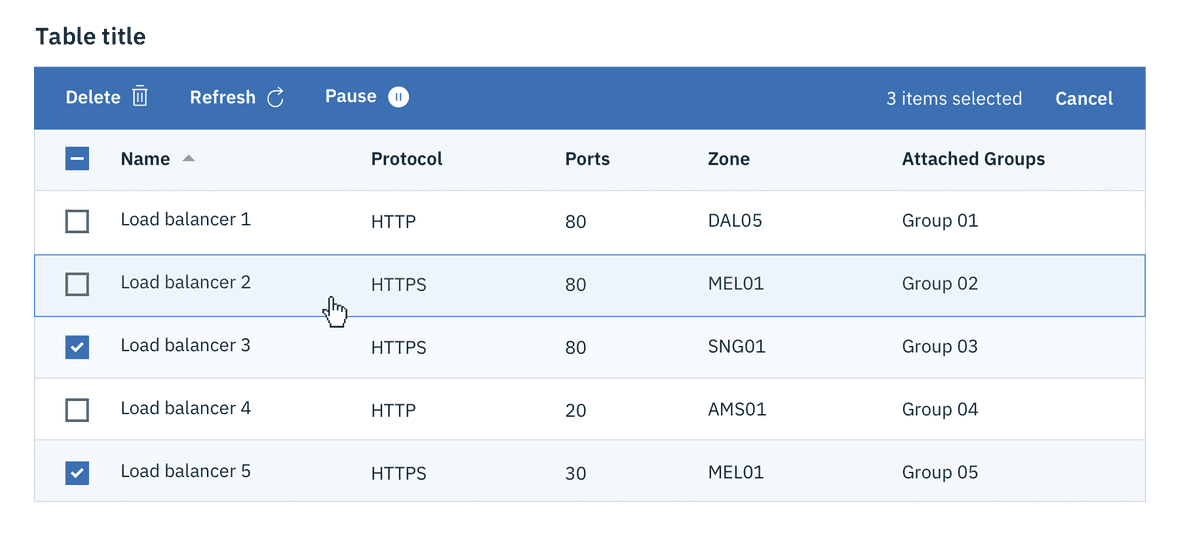 Table title
Delete Refresh Pause 3 items selected Cancel
Name Protocol Ports Zone Attached Groups
Load balancer 1 HTTP 80 DAL05 Group 01
Load balancer 2 HTTPS 80 MEL01 Group 02
Load balancer 3 HTTPS 80 SNG01 Group 03
Load balancer 4 HTTP 20 AMS01 Group 04
Load balancer 5 HTTPS 30 MEL01 Group 05